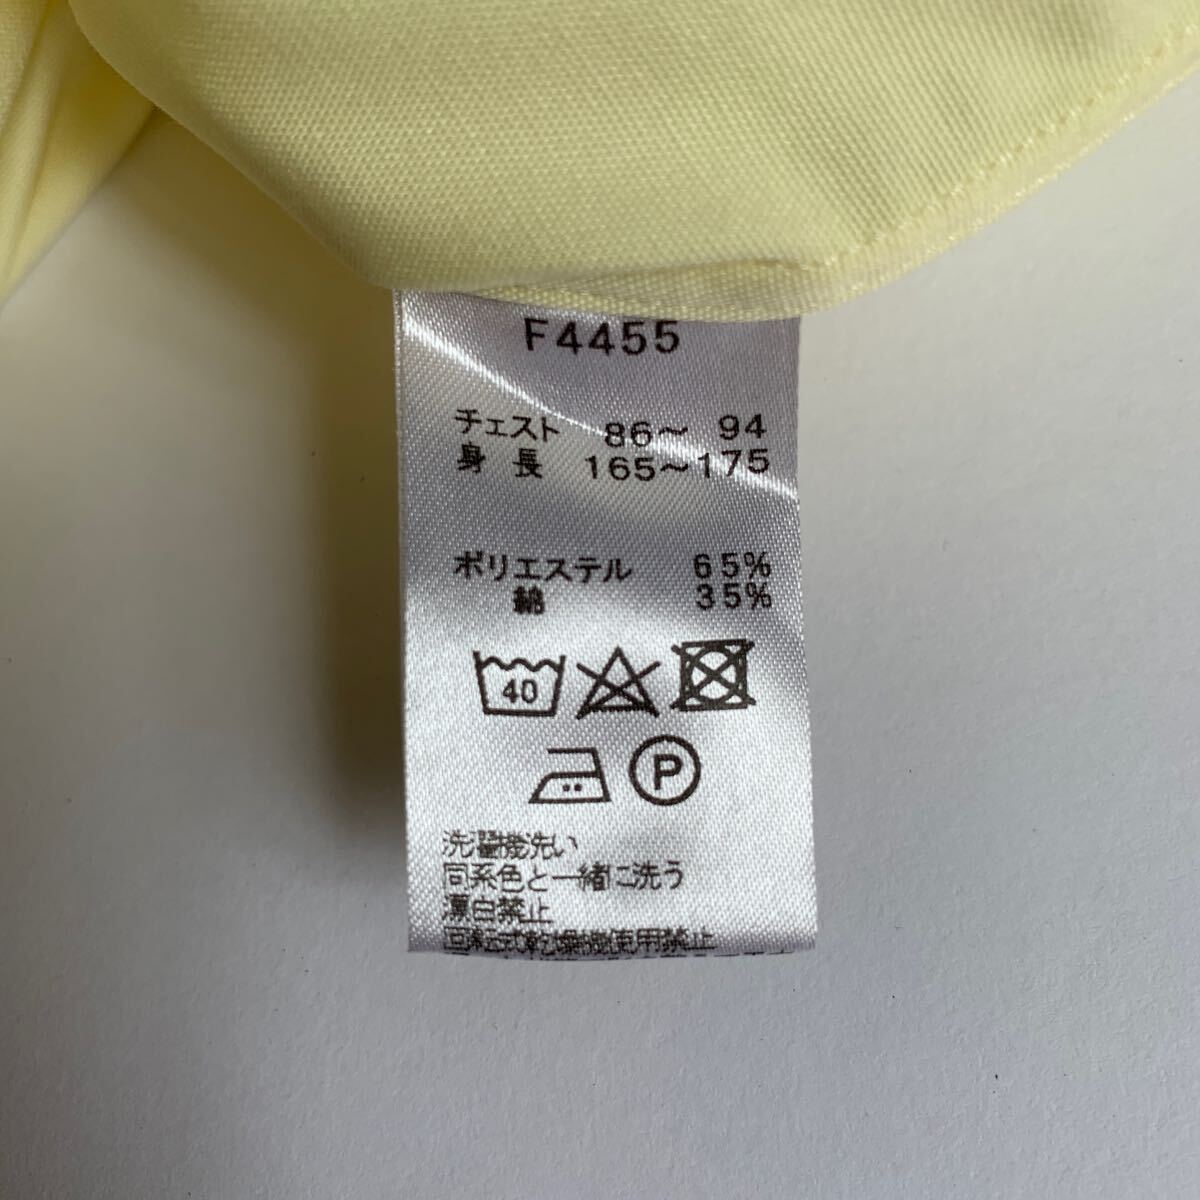 F4455
チェスト 86～ 94
身 長 165～175
ポリエステル 65%
綿 35%
40
P
洗濯機洗い
同系色と一緒に洗う
漂白禁止
回転式乾燥機使用禁止